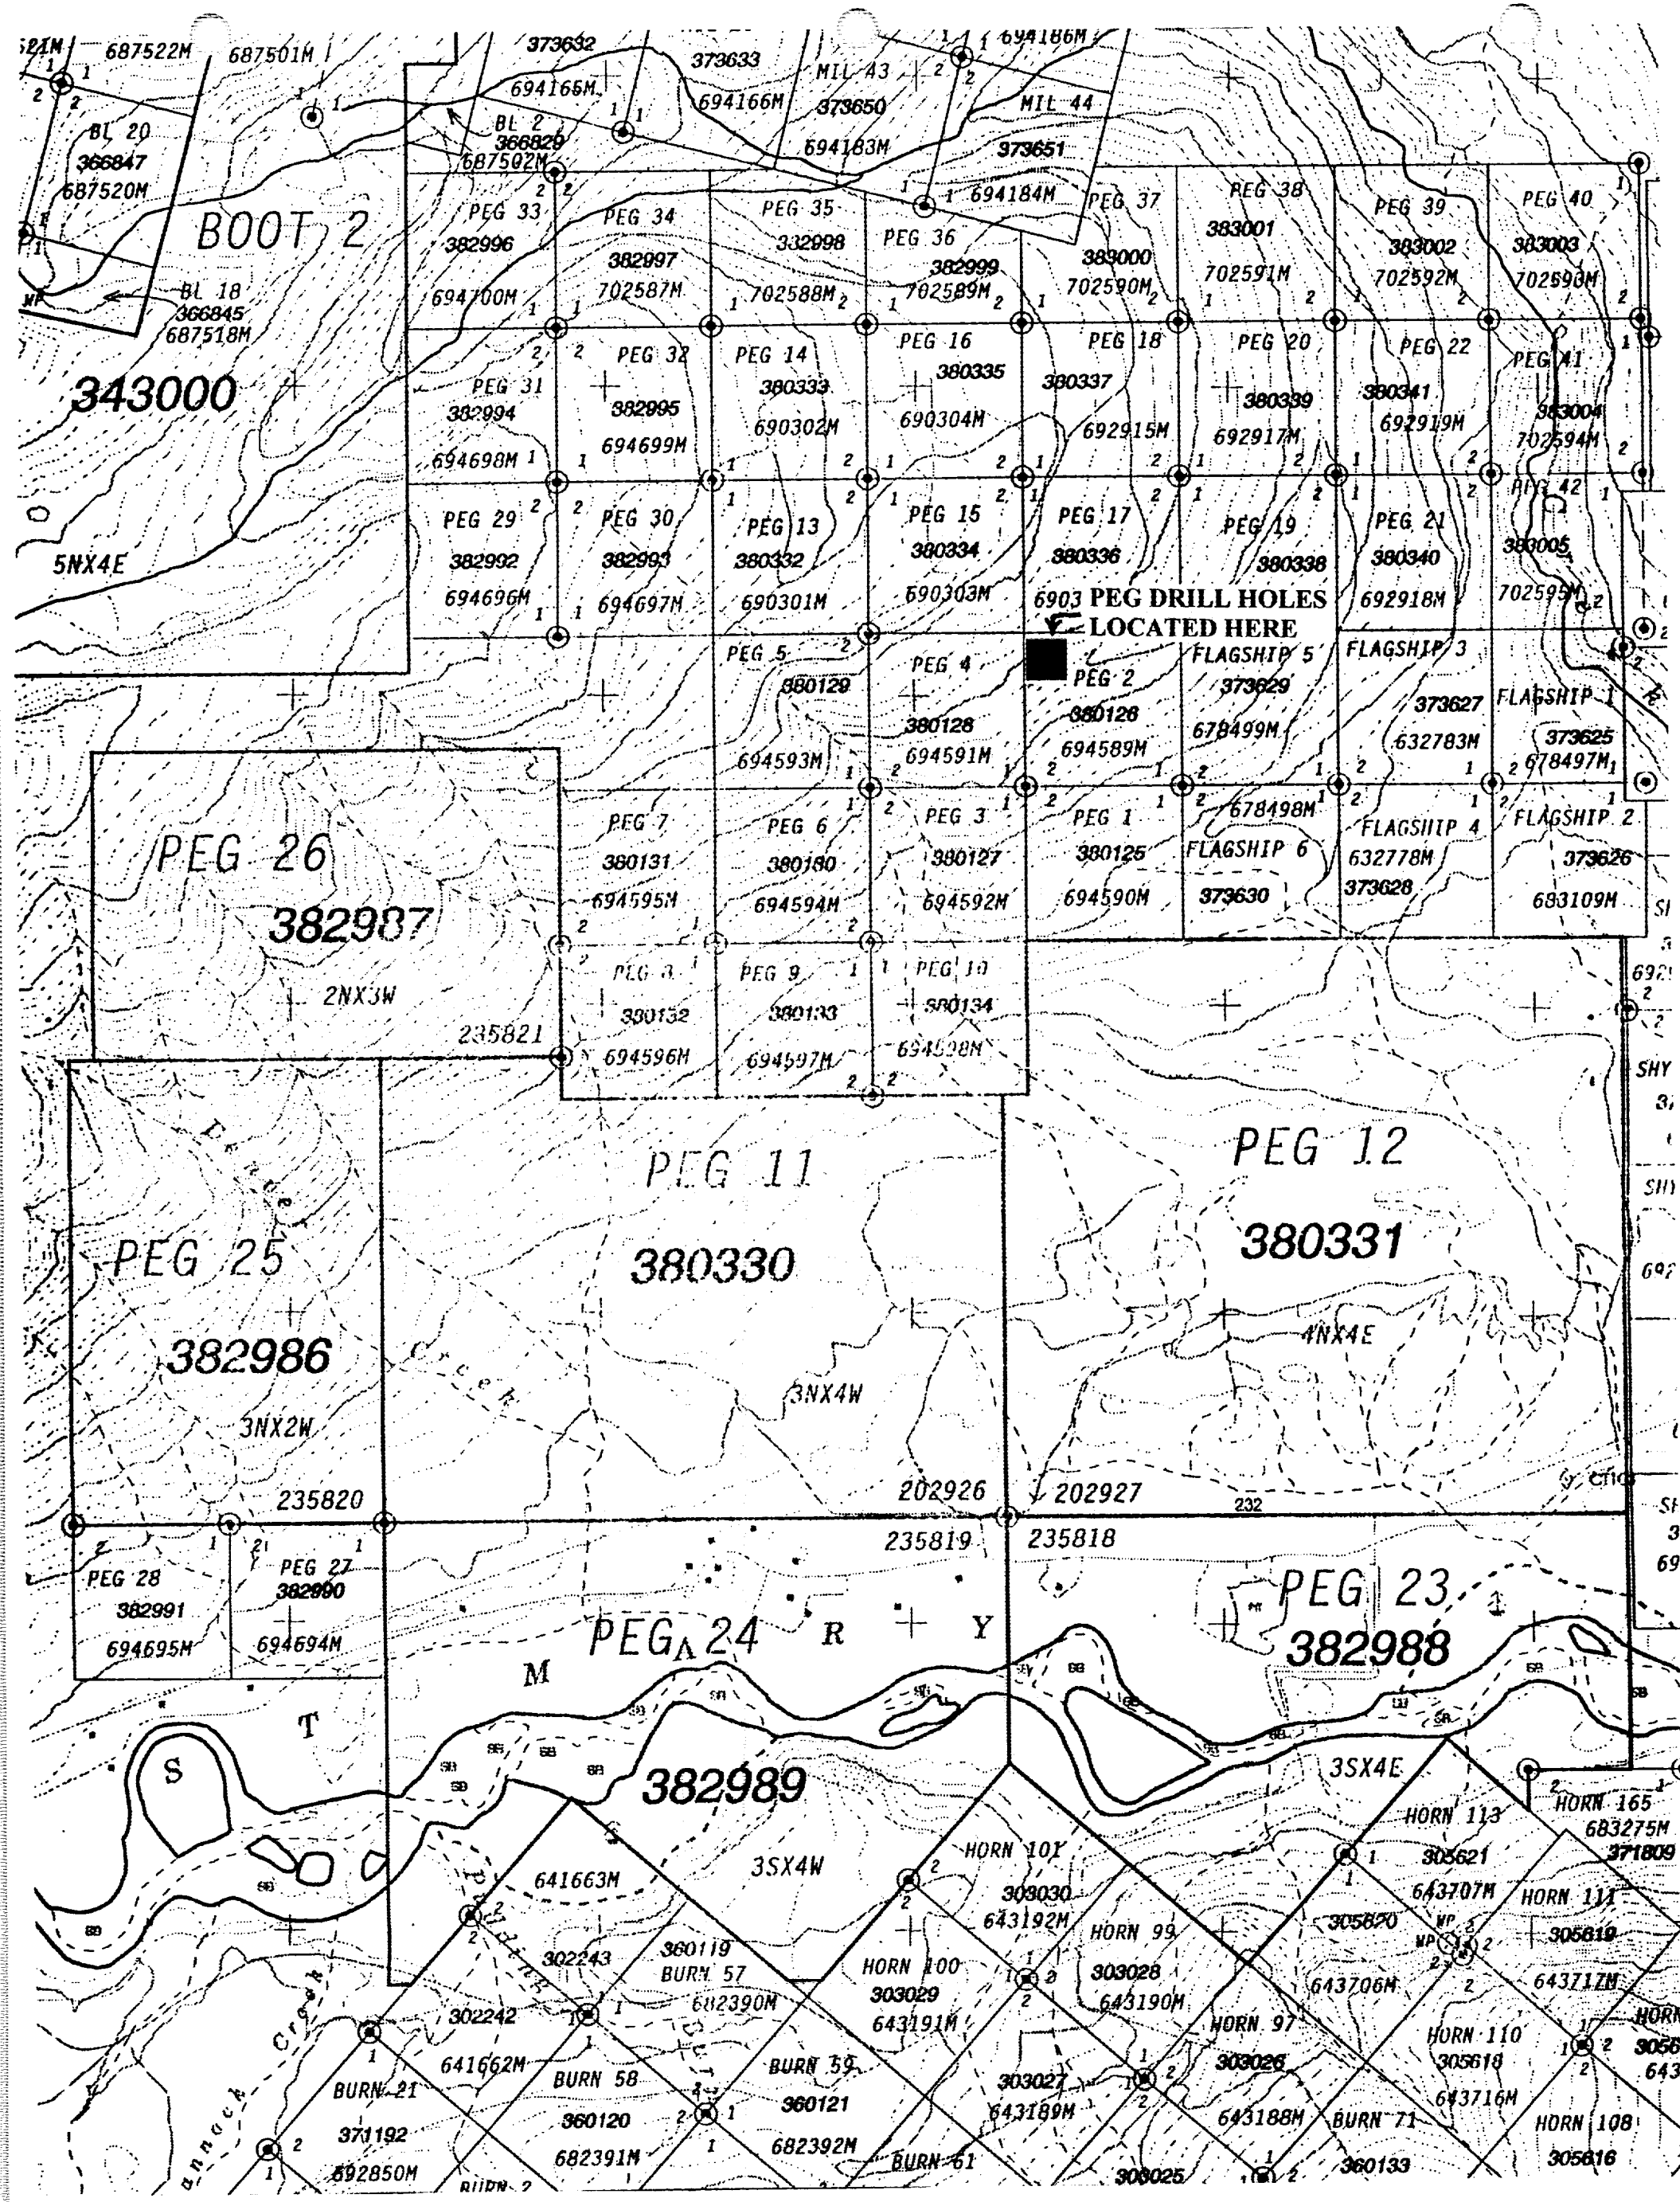 687522M
687501M
373632
373633
MIL 43
694186M
694165M
694166M
373650
MIL 44
BL 20
BL 2
366829
694183M
373651
366847
687502M
687520M
694184M
BOOT 2
PEG 33
PEG 34
PEG 35
PEG 36
PEG 37
PEG 38
PEG 39
PEG 40
382996
382997
382998
382999
383000
383001
383002
383003
694700M
702587M
702588M
702589M
702590M
702591M
702592M
702593M
BL 18
366845
687518M
343000
PEG 31
PEG 32
PEG 14
PEG 16
PEG 18
PEG 20
PEG 22
PEG 41
382994
382995
380333
380335
380337
380339
380341
383004
694698M
694699M
690302M
690304M
692915M
692917M
692919M
702594M
5NX4E
PEG 29
PEG 30
PEG 13
PEG 15
PEG 17
PEG 19
PEG 21
PEG 42
382992
382993
380332
380334
380336
380338
380340
383005
694696M
694697M
690301M
690303M
6903
PEG DRILL HOLES
LOCATED HERE
692918M
702595M
PEG 5
PEG 4
PEG 2
FLAGSHIP 5
FLAGSHIP 3
FLAGSHIP 1
380129
380128
380126
373629
373627
373625
694593M
694591M
694589M
678499M
632783M
678497M
PEG 26
382987
2NX3W
235821
PEG 7
PEG 6
PEG 3
PEG 1
678498M
FLAGSHIP 6
FLAGSHIP 4
FLAGSHIP 2
380131
380130
380127
380125
373630
632778M
373628
373626
694595M
694594M
694592M
694590M
683109M
PEG 8
PEG 9
PEG 10
380132
380133
380134
694596M
694597M
694598M
SHY
PEG 25
382986
3NX2W
235820
PEG 11
380330
3NX4W
202926
PEG 12
380331
4NX4E
202927
232
Creek
235819
235818
PEG 28
382991
694695M
PEG 27
382990
694694M
PEG 24
382989
3SX4W
PEG 23
382988
3SX4E
S T M A R Y
HORN 165
683275M
371809
HORN 113
305621
643707M
HORN 101
303030
643192M
641663M
HORN 111
305619
643717M
305620
643706M
HORN 99
303028
643190M
302243
360119
BURN 57
682390M
HORN 100
303029
643191M
302242
641662M
HORN 97
303026
643188M
HORN 110
305618
643716M
BURN 21
371192
692850M
BURN 58
360120
682391M
BURN 59
360121
682392M
303027
643189M
BURN 71
360133
HORN 108
305616
BURN 61
303025
Creek